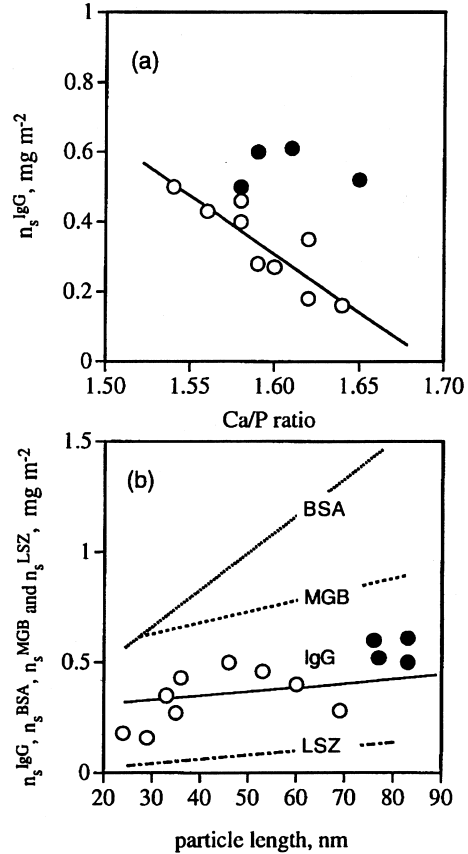 1
(a)
0.8
0.6
0.4
0.2
0
n_s^IgG, mg m^-2
1.50 1.55 1.60 1.65 1.70
Ca/P ratio
1.5
(b)
BSA
1
MGB
IgG
0.5
LSZ
0
n_s^IgG, n_s^BSA, n_s^MGB and n_s^LSZ, mg m^-2
20 30 40 50 60 70 80 90
particle length, nm